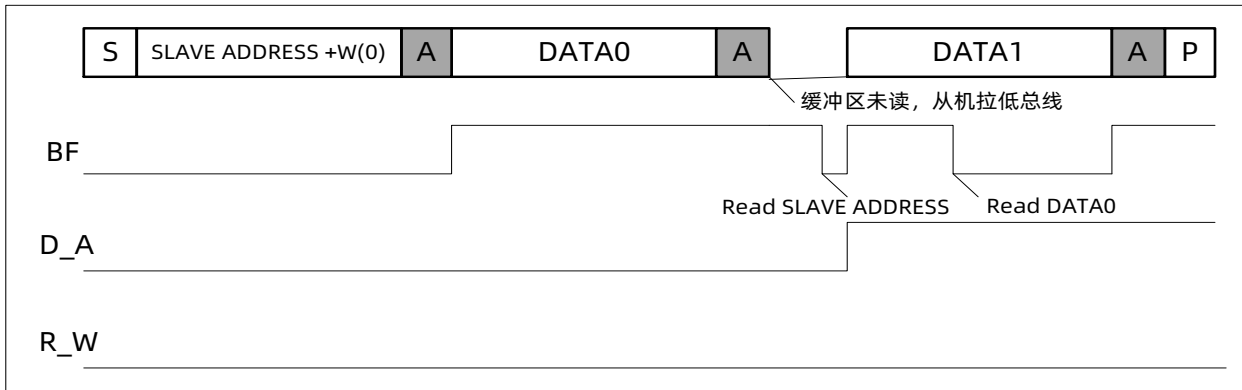 S SLAVE ADDRESS +W(0) A DATA0 A DATA1 A P
缓冲区未读，从机拉低总线
BF
Read SLAVE ADDRESS Read DATA0
D_A
R_W